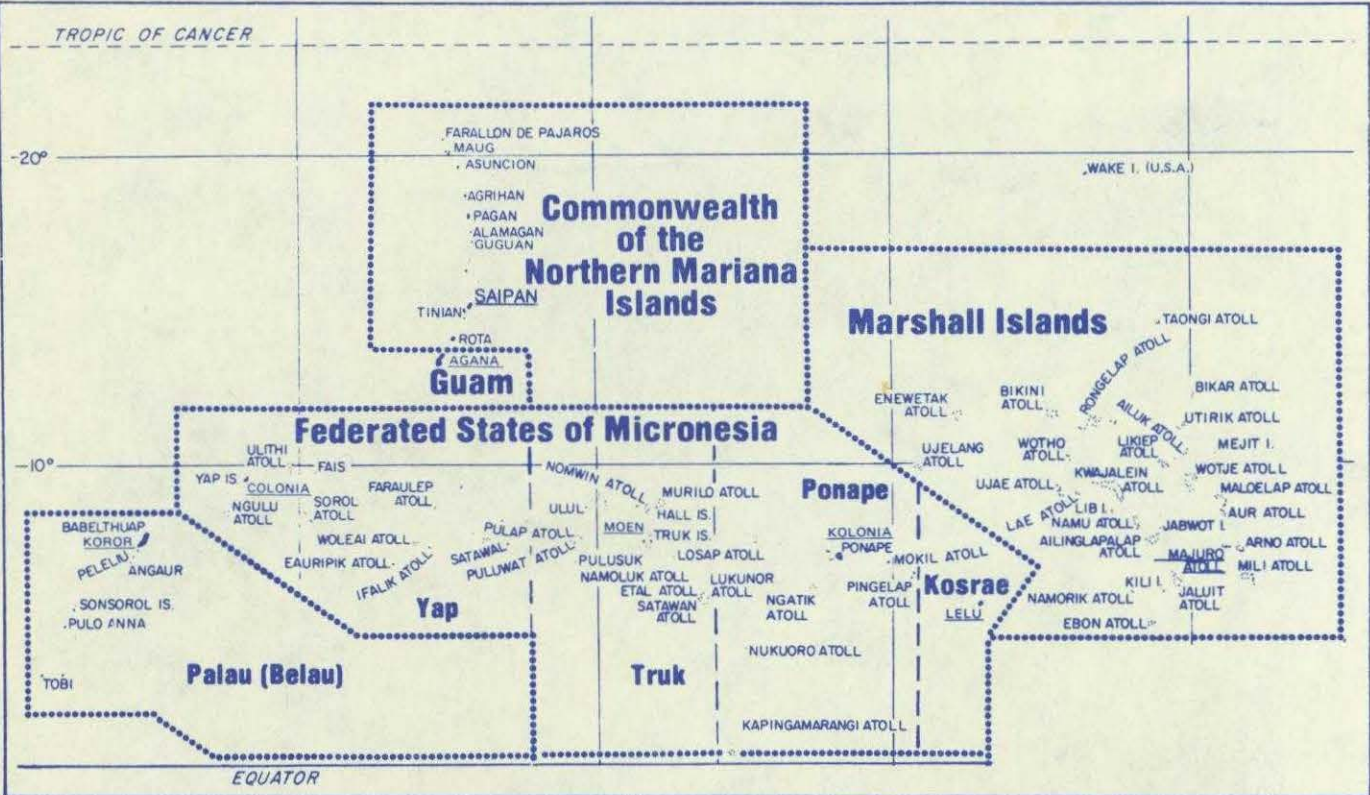 TROPIC OF CANCER
-20°
FARALLON DE PAJAROS
MAUG
ASUNCION
AGRIHAN
PAGAN
ALAMAGAN
GUGUAN
Commonwealth
of the
Northern Mariana
Islands
SAIPAN
TINIAN
ROTA
AGANA
Guam
WAKE I. (U.S.A.)
Marshall Islands
TAONGI ATOLL
ENEWETAK
ATOLL
BIKINI
ATOLL
RONGELAP ATOLL
AILUK ATOLL
BIKAR ATOLL
UTIRIK ATOLL
UJELANG
ATOLL
WOTHO
ATOLL
LIKIEP
ATOLL
MEJIT I.
UJAE ATOLL
KWAJALEIN
ATOLL
WOTJE ATOLL
MALOELAP ATOLL
LAE ATOLL
LIB I.
NAMU ATOLL
JABWOT I.
AUR ATOLL
AILINGLAPALAP
ATOLL
MAJURO
ATOLL
ARNO ATOLL
MILI ATOLL
KILI I.
NAMORIK ATOLL
JALUIT
ATOLL
EBON ATOLL
Federated States of Micronesia
-10°
ULITHI
ATOLL
FAIS
YAP IS
COLONIA
NGULU
ATOLL
SOROL
ATOLL
FARAULEP
ATOLL
WOLEAI ATOLL
EAURIPIK ATOLL
IFALIK ATOLL
SATAWAL
Yap
NOMWIN ATOLL
MURILO ATOLL
ULUL
HALL IS.
MOEN
TRUK IS.
PULAP ATOLL
PULUWAT ATOLL
PULUSUK
LOSAP ATOLL
NAMOLUK ATOLL
ETAL ATOLL
LUKUNOR
ATOLL
SATAWAN
ATOLL
Truk
Ponape
KOLONIA
PONAPE
MOKIL ATOLL
PINGELAP
ATOLL
NGATIK
ATOLL
NUKUORO ATOLL
KAPINGAMARANGI ATOLL
Kosrae
LELU
BABELTHUAP
KOROR
PELELIU
ANGAUR
SONSOROL IS.
PULO ANNA
TOBI
Palau (Belau)
EQUATOR